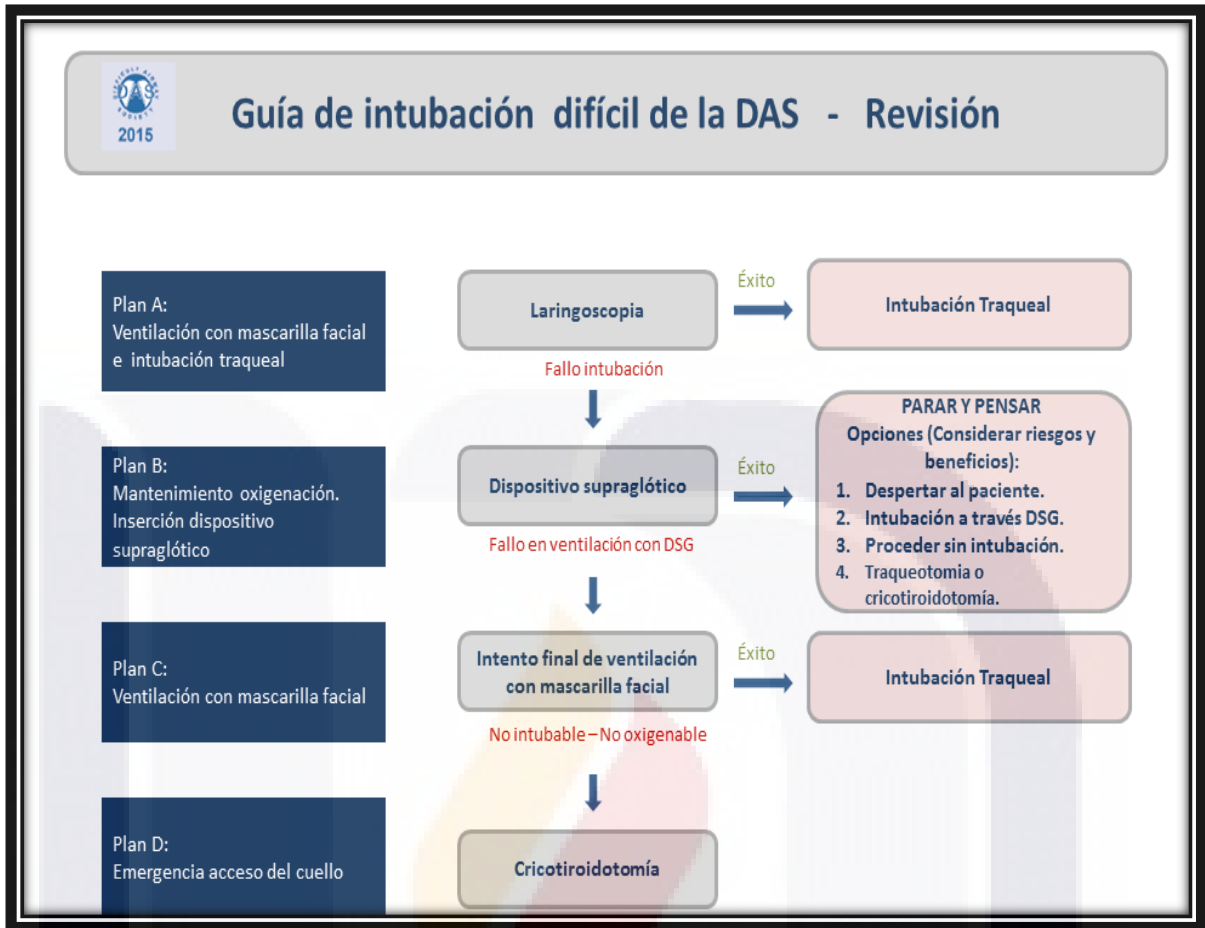 DIFFICULT AIRWAY
DAS
SOCIETY
2015
Guía de intubación difícil de la DAS - Revisión
Plan A:
Ventilación con mascarilla facial
e intubación traqueal
Laringoscopia
Éxito
Intubación Traqueal
Fallo intubación
Plan B:
Mantenimiento oxigenación.
Inserción dispositivo
supraglótico
Dispositivo supraglótico
Éxito
PARAR Y PENSAR
Opciones (Considerar riesgos y
beneficios):
1. Despertar al paciente.
2. Intubación a través DSG.
3. Proceder sin intubación.
4. Traqueotomia o
cricotiroidotomía.
Fallo en ventilación con DSG
Plan C:
Ventilación con mascarilla facial
Intento final de ventilación
con mascarilla facial
Éxito
Intubación Traqueal
No intubable – No oxigenable
Plan D:
Emergencia acceso del cuello
Cricotiroidotomía